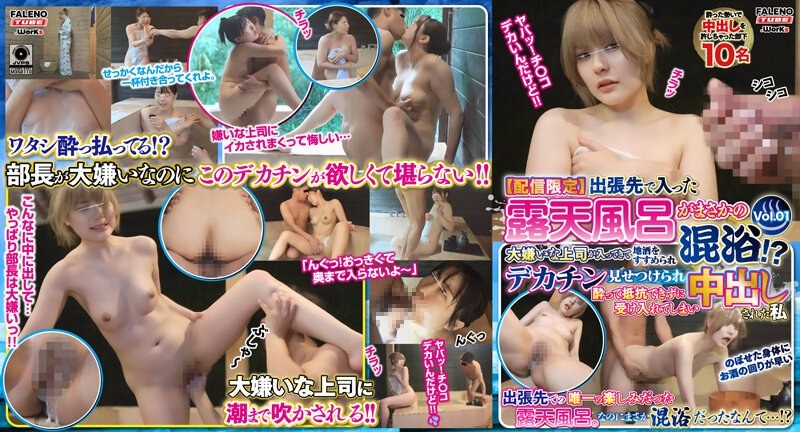 FALENO
TUBE
.WorKs
JVPS
せっかくなんだから
一杯付き合ってくれよ。
チラッ
嫌いな上司に
イカされまくって悔しい…
ワタシ酔っ払ってる!?
部長が大嫌いなのにこのデカチンが欲しくて堪らない!!
こんなに中に出して…
やっぱり部長は大嫌いっ!!
「んぐっ!おっきくて
奥まで入らないよ〜」
んぐっ
チラッ
ヤバッーチ〇コ
デカいんだけど!!
大嫌いな上司に
潮まで吹かされる!!
ヤバッーチ〇コ
デカいんだけど!!
チラッ
酔った勢いで
中出しを
許しちゃった部下
10名
FALENO
TUBE
.WorKs
シコ
シコ
【配信限定】出張先で入った
露天風呂がまさかの
混浴!?
Vol.01
大嫌いな上司が入ってきて地酒をすすめられ
デカチン見せつけられ
酔って抵抗できずに
受け入れてしまい
中出しされた私
のぼせた身体に
お酒の回りが早い
出張先での唯一の楽しみだった
露天風呂。なのにまさか混浴だったなんて…!?